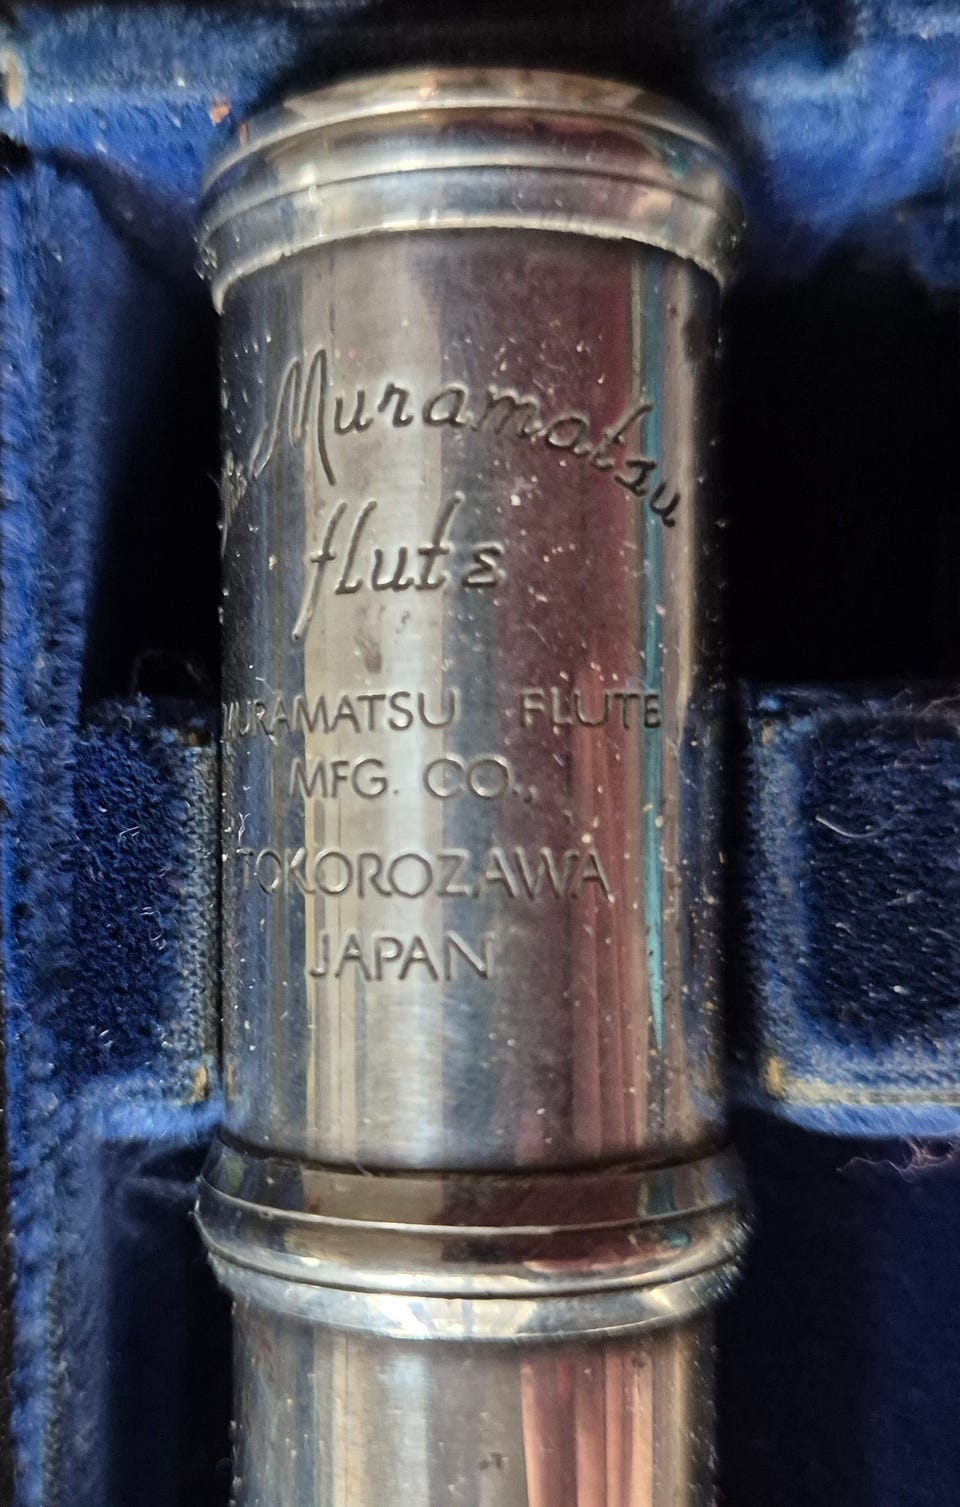 Muramatsu
flute
MURAMATSU FLUTE
MFG. CO.,
TOKOROZAWA
JAPAN